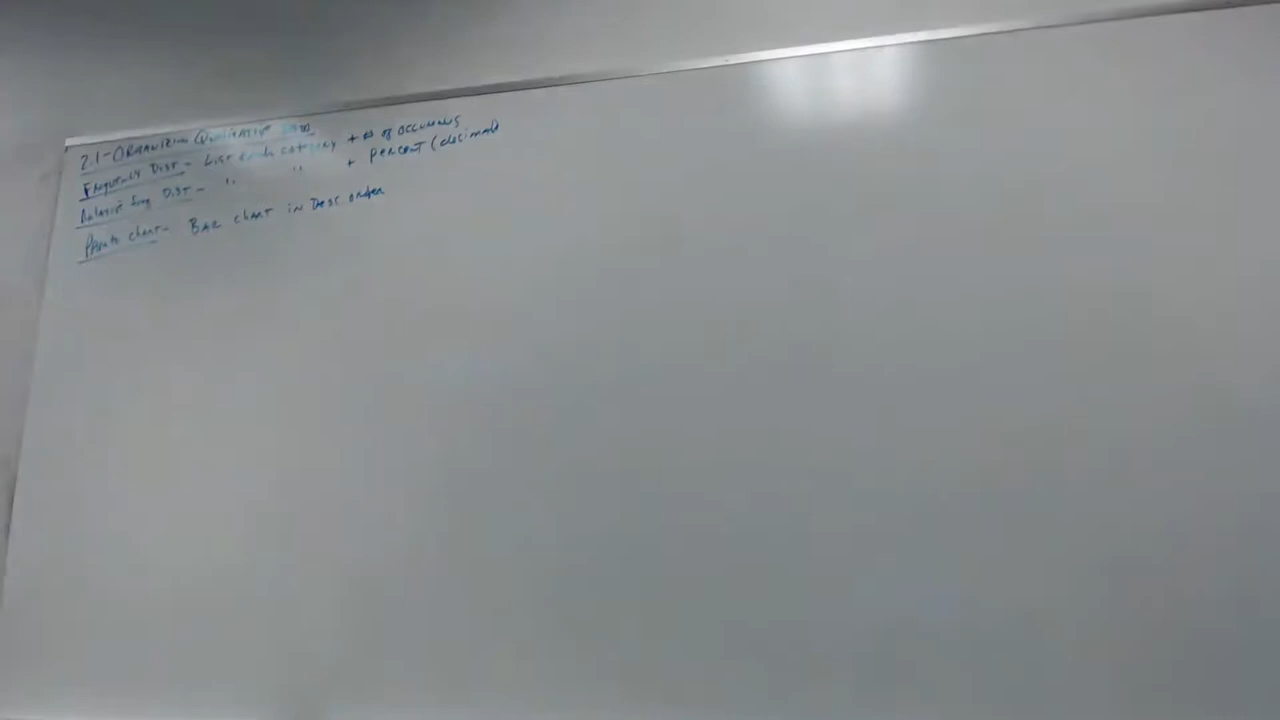 2.1-ORGANIZING QUALITATIVE DATA
Frequency Dist - List each category + # of occurences
Relative freq Dist - " " + percent (decimal)
Pareto chart - Bar chart in Desc order